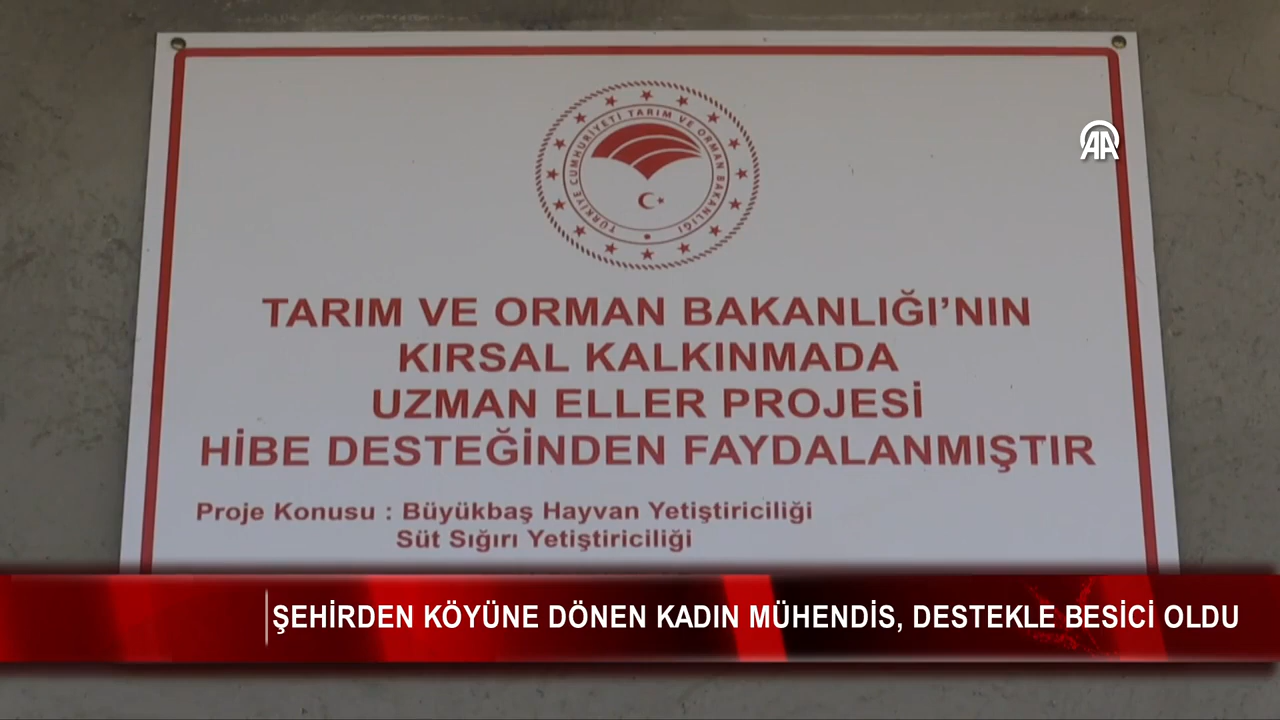 TÜRKİYE CUMHURİYETİ TARIM VE ORMAN BAKANLIĞI
AA
TARIM VE ORMAN BAKANLIĞI'NIN
KIRSAL KALKINMADA
UZMAN ELLER PROJESİ
HİBE DESTEĞİNDEN FAYDALANMIŞTIR
Proje Konusu : Büyükbaş Hayvan Yetiştiriciliği
Süt Sığırı Yetiştiriciliği
ŞEHİRDEN KÖYÜNE DÖNEN KADIN MÜHENDİS, DESTEKLE BESİCİ OLDU